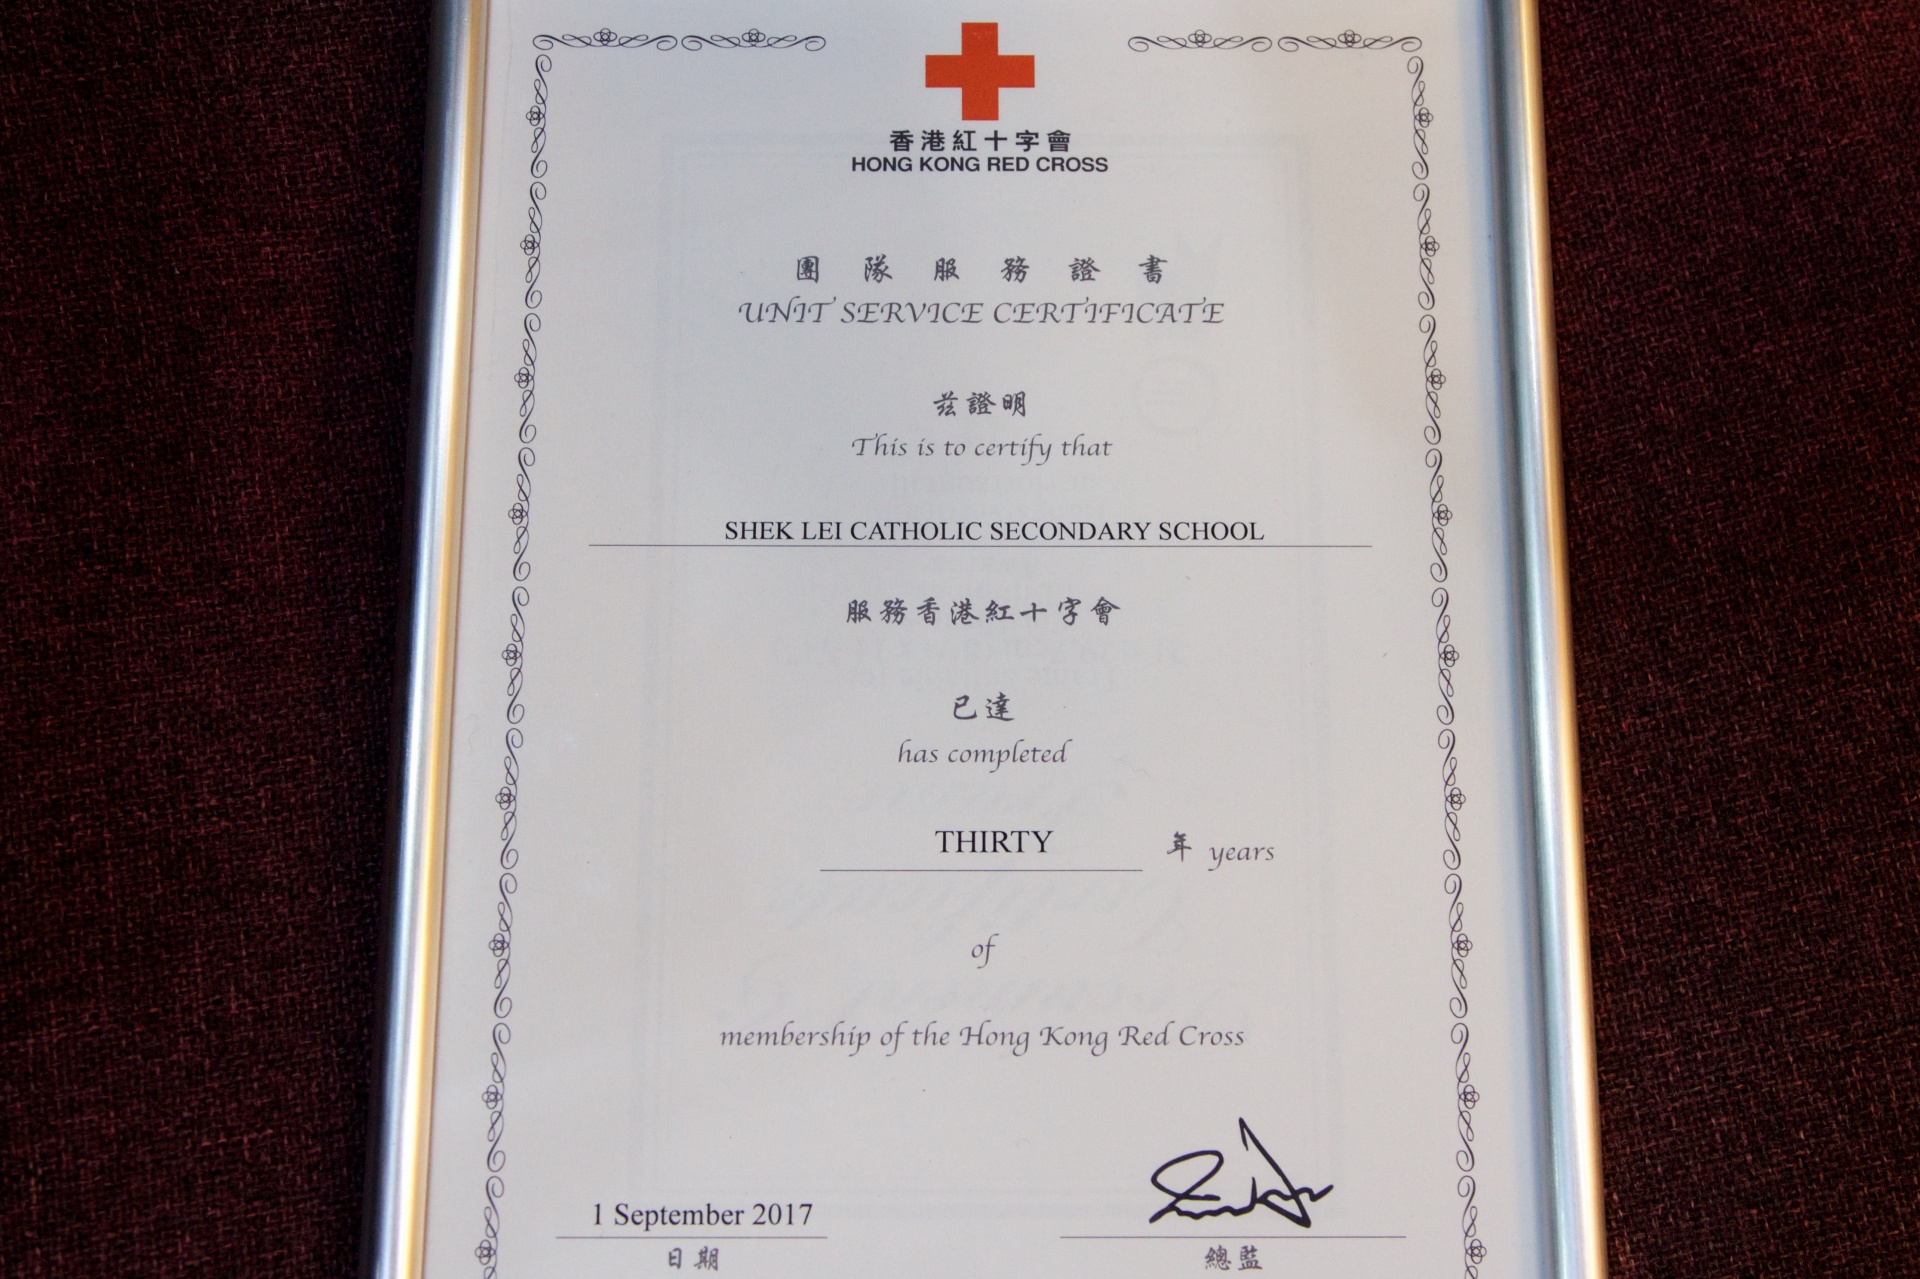 香港紅十字會
HONG KONG RED CROSS
團隊服務證書
UNIT SERVICE CERTIFICATE
茲證明
This is to certify that
SHEK LEI CATHOLIC SECONDARY SCHOOL
服務香港紅十字會
已達
has completed
THIRTY 年 years
of
membership of the Hong Kong Red Cross
1 September 2017
日期 總監